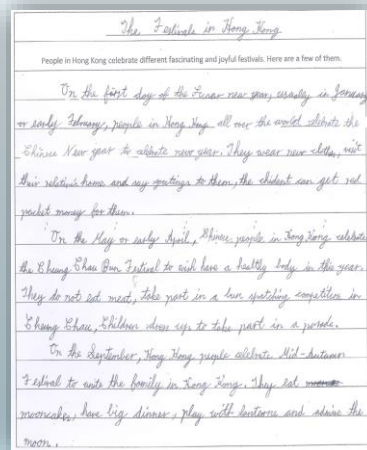 The Festivals in Hong Kong
People in Hong Kong celebrate different fascinating and joyful festivals. Here are a few of them.
On the first day of the Lunar new year, usually in January
or early February, people in Hong Kong all over the world celebrate the
Chinese New year to celebrate new year. They wear new clothes, visit
their relative's home and say greetings to them, the chident can get red
packet money for them.
On the May or early April, Chinese people in Hong Kong celebrate
the Cheung Chau Bun Festival to wish have a healthy body in this year.
They do not eat meat, take part in a bun snatching competition in
Cheung Chau, Children dress up to take part in a parade.
On the September, Hong Kong people celebrate Mid-Autumn
Festival to unite the family in Hong Kong. They eat
mooncakes, have big dinner, play with lanterns and admire the
moon.